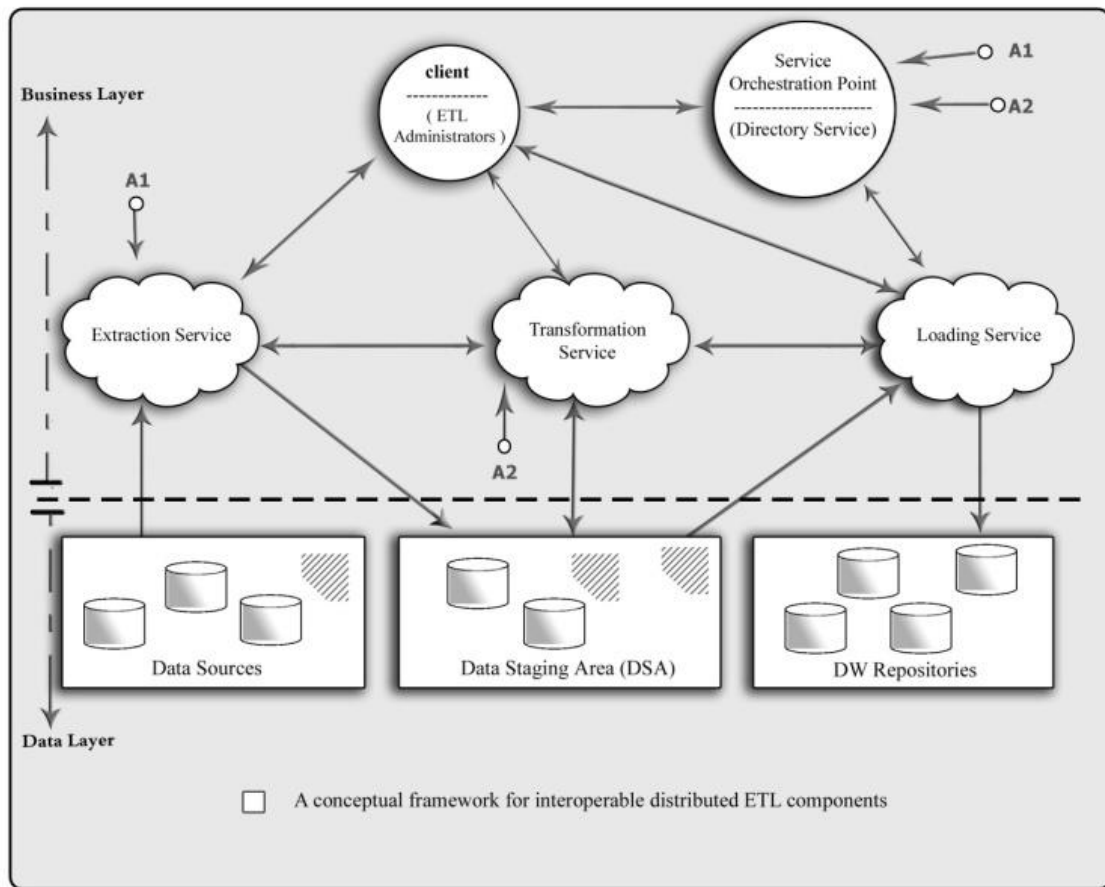 Business Layer
client
( ETL
Administrators )
Service
Orchestration Point
(Directory Service)
A1
A2
A1
Extraction Service
Transformation
Service
Loading Service
A2
Data Sources
Data Staging Area (DSA)
DW Repositories
Data Layer
A conceptual framework for interoperable distributed ETL components